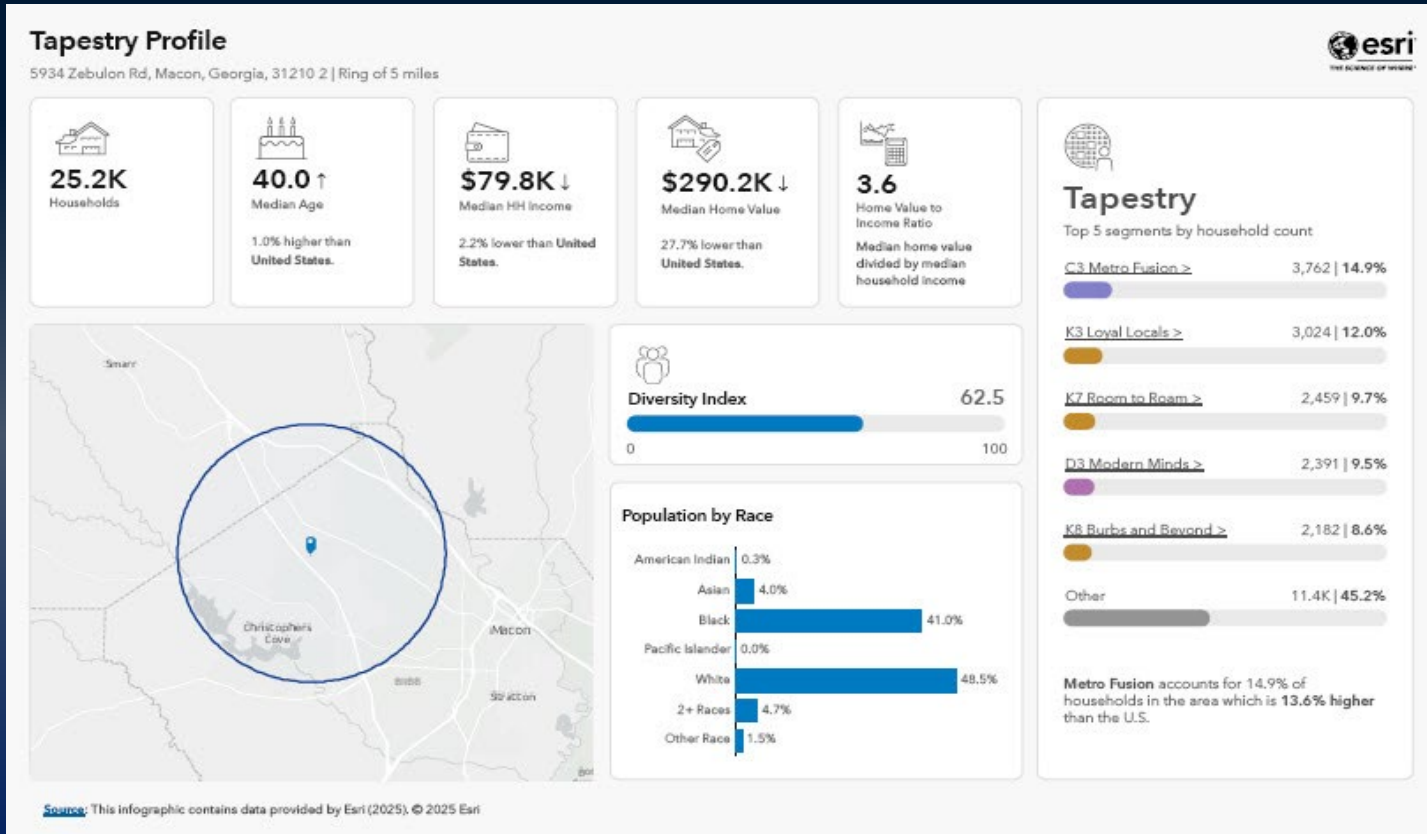 Tapestry Profile
5934 Zebulon Rd, Macon, Georgia, 31210 2 | Ring of 5 miles
esri
THE SCIENCE OF WHERE
25.2K
Households
40.0 ↑
Median Age
1.0% higher than
United States.
$79.8K ↓
Median HH Income
2.2% lower than United
States.
$290.2K ↓
Median Home Value
27.7% lower than
United States.
3.6
Home Value to
Income Ratio
Median home value
divided by median
household income
Smarr
Christophers
Cove
Macon
BIBB
Stratton
Diversity Index 62.5
0 100
Population by Race
American Indian 0.3%
Asian 4.0%
Black 41.0%
Pacific Islander 0.0%
White 48.5%
2+ Races 4.7%
Other Race 1.5%
Tapestry
Top 5 segments by household count
C3 Metro Fusion > 3,762 | 14.9%
K3 Loyal Locals > 3,024 | 12.0%
K7 Room to Roam > 2,459 | 9.7%
D3 Modern Minds > 2,391 | 9.5%
K8 Burbs and Beyond > 2,182 | 8.6%
Other 11.4K | 45.2%
Metro Fusion accounts for 14.9% of
households in the area which is 13.6% higher
than the U.S.
Source: This infographic contains data provided by Esri (2025). © 2025 Esri